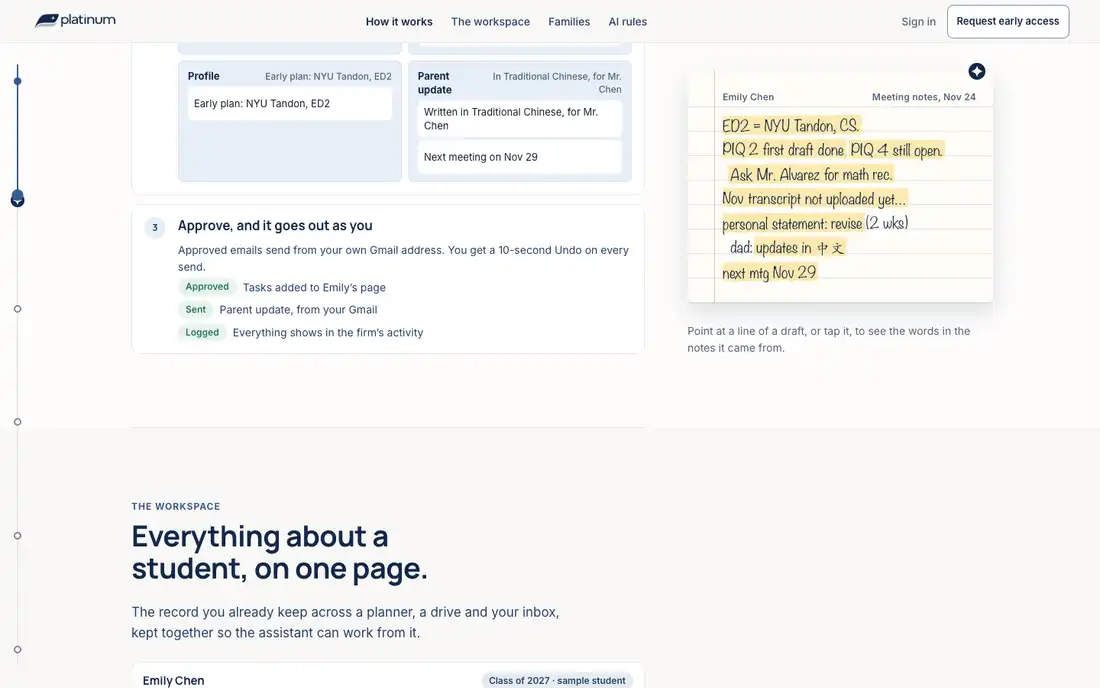 platinum
How it works
The workspace
Families
AI rules
Sign in
Request early access
Profile
Early plan: NYU Tandon, ED2
Early plan: NYU Tandon, ED2
Parent update
In Traditional Chinese, for Mr. Chen
Written in Traditional Chinese, for Mr. Chen
Next meeting on Nov 29
3
Approve, and it goes out as you
Approved emails send from your own Gmail address. You get a 10-second Undo on every
send.
Approved Tasks added to Emily's page
Sent Parent update, from your Gmail
Logged Everything shows in the firm's activity
Emily Chen
Meeting notes, Nov 24
ED2 = NYU Tandon, CS.
PIQ 2 first draft done. PIQ 4 still open.
Ask Mr. Alvarez for math rec.
Nov transcript not uploaded yet...
personal statement: revise (2 wks)
dad: updates in 中文
next mtg Nov 29
Point at a line of a draft, or tap it, to see the words in the
notes it came from.
THE WORKSPACE
Everything about a
student, on one page.
The record you already keep across a planner, a drive and your inbox,
kept together so the assistant can work from it.
Emily Chen
Class of 2027 · sample student